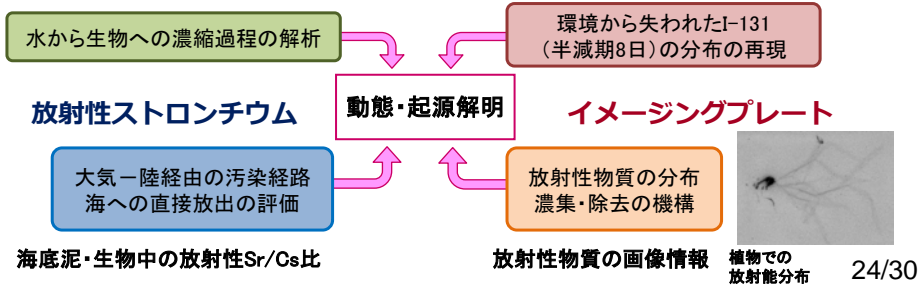 水から生物への濃縮過程の解析
環境から失われたI-131
（半減期8日）の分布の再現
動態・起源解明
放射性ストロンチウム
イメージングプレート
大気－陸経由の汚染経路
海への直接放出の評価
放射性物質の分布
濃集・除去の機構
海底泥・生物中の放射性Sr/Cs比
放射性物質の画像情報
植物での
放射能分布
24/30